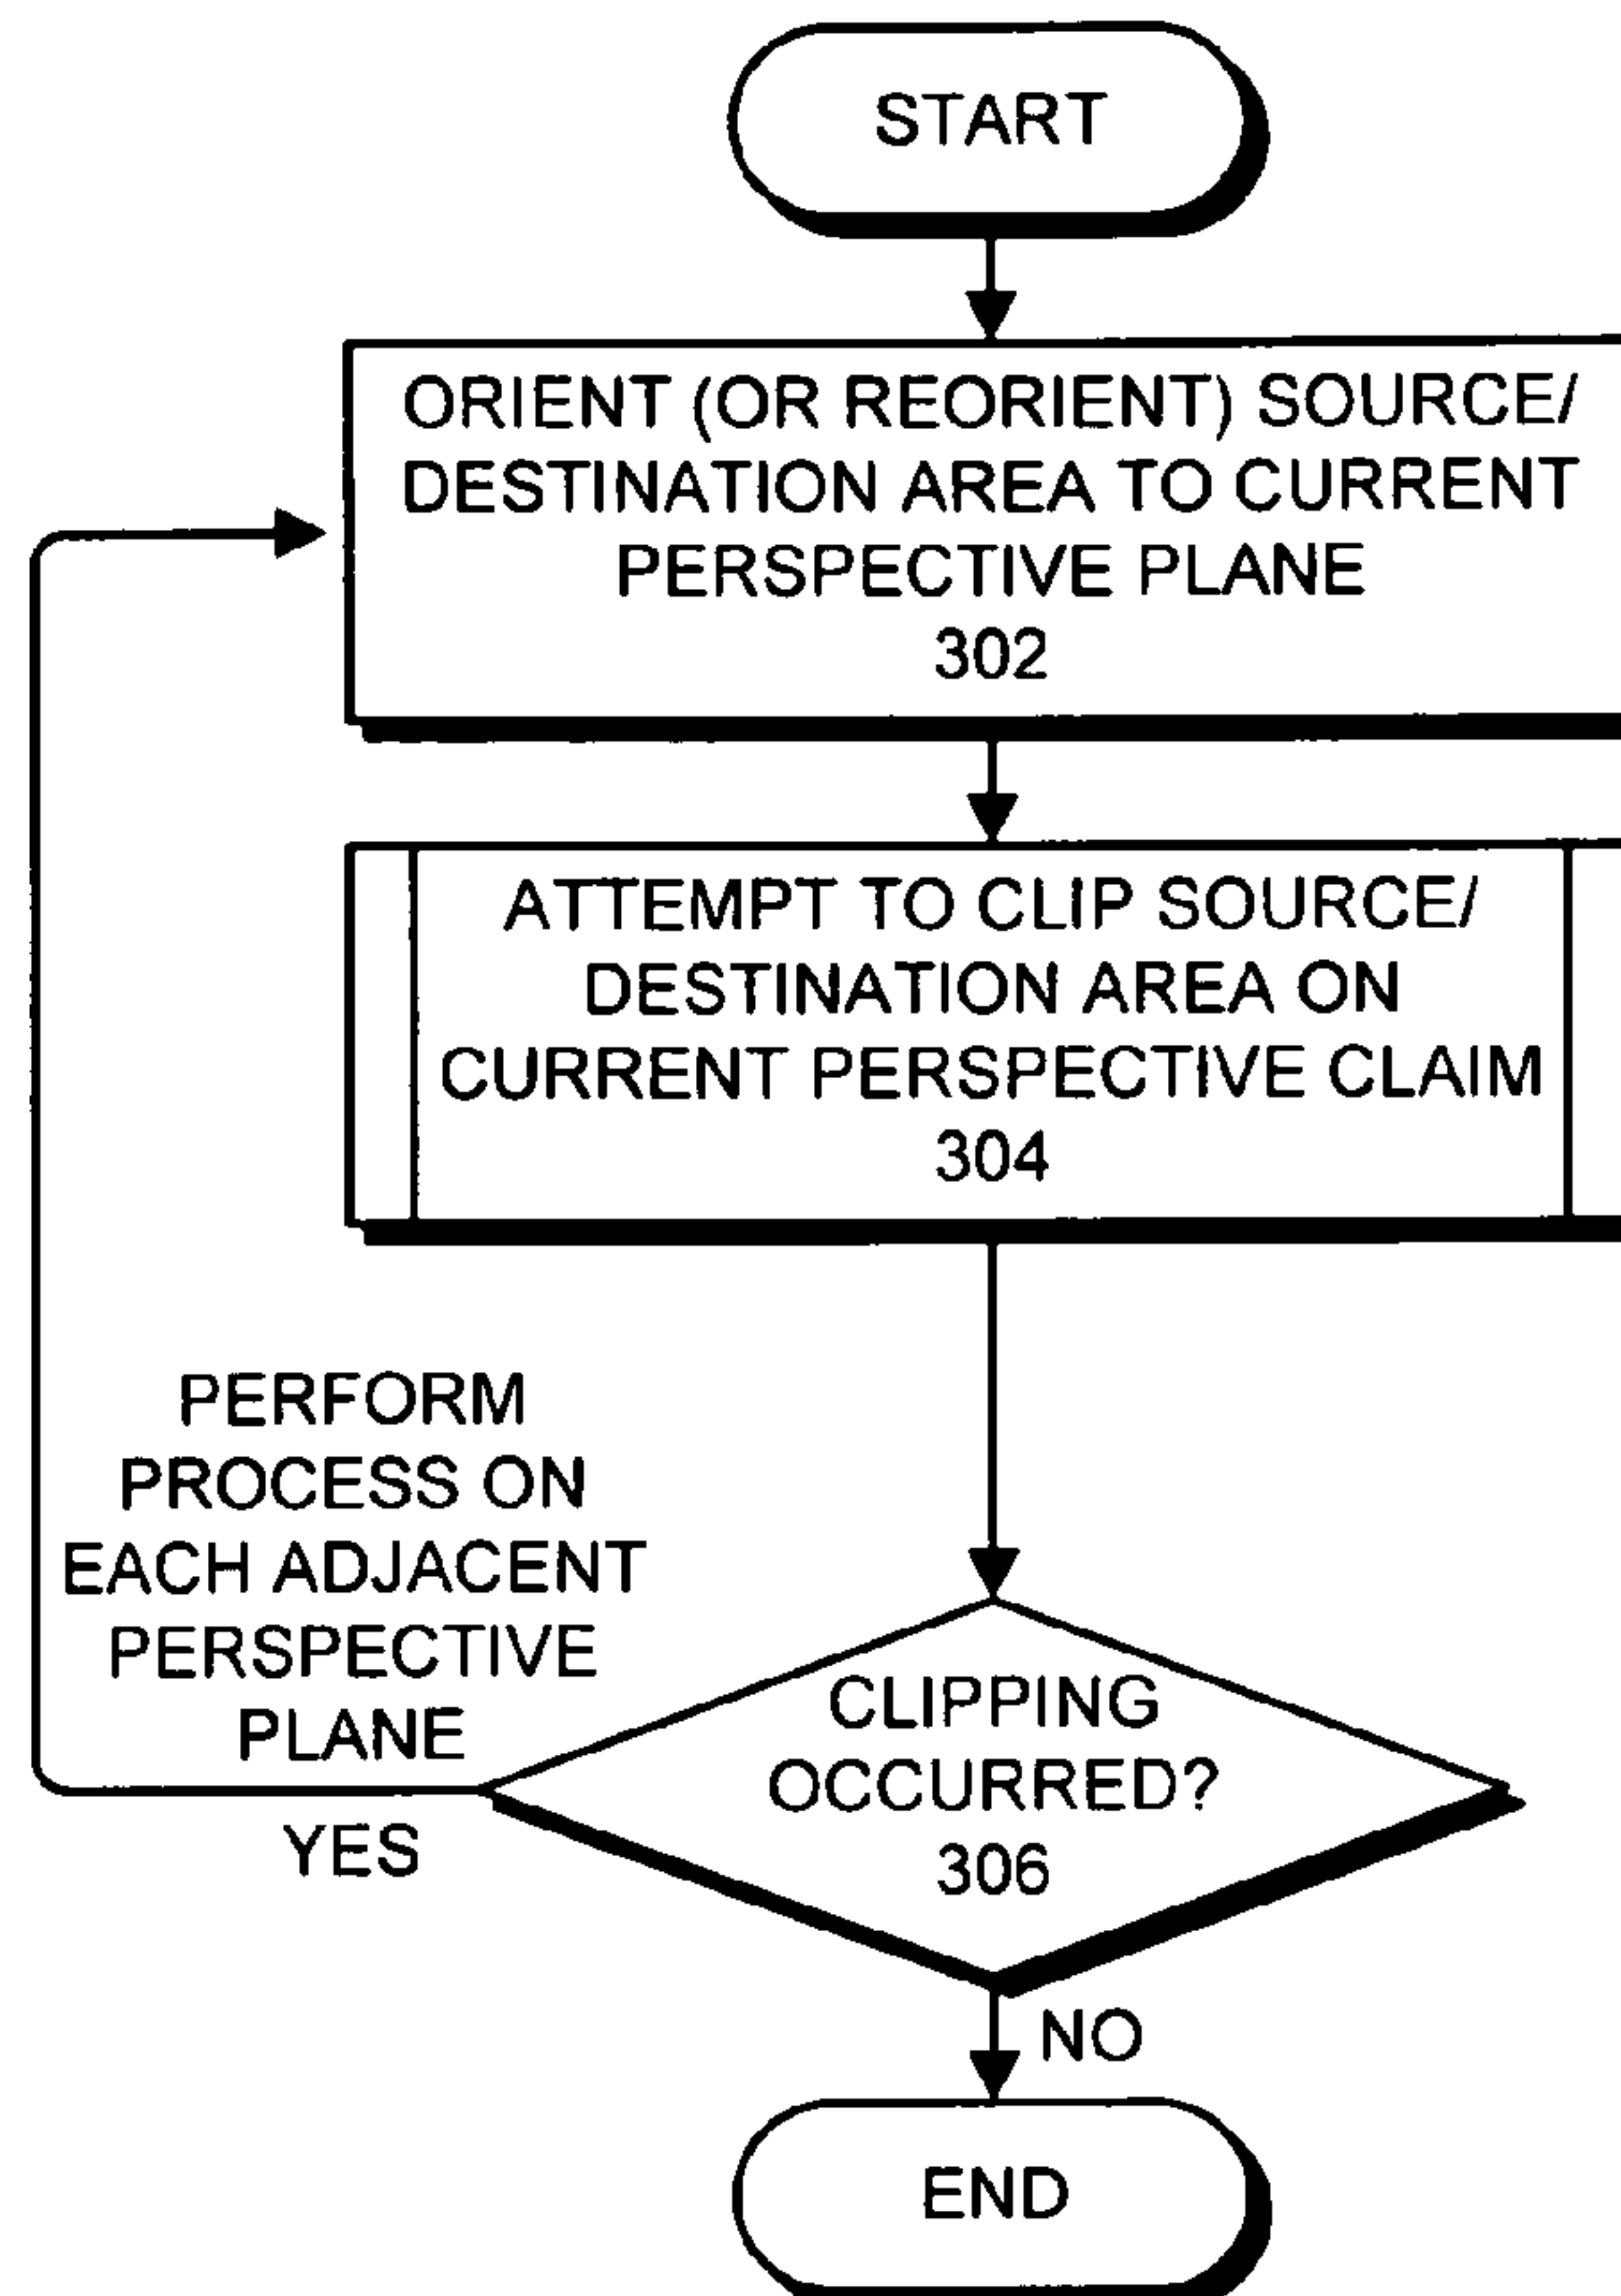 START
ORIENT (OR REORIENT) SOURCE/
DESTINATION AREA TO CURRENT
PERSPECTIVE PLANE
302
ATTEMPT TO CLIP SOURCE/
DESTINATION AREA ON
CURRENT PERSPECTIVE CLAIM
304
PERFORM
PROCESS ON
EACH ADJACENT
PERSPECTIVE
PLANE
YES
CLIPPING
OCCURRED?
306
NO
END